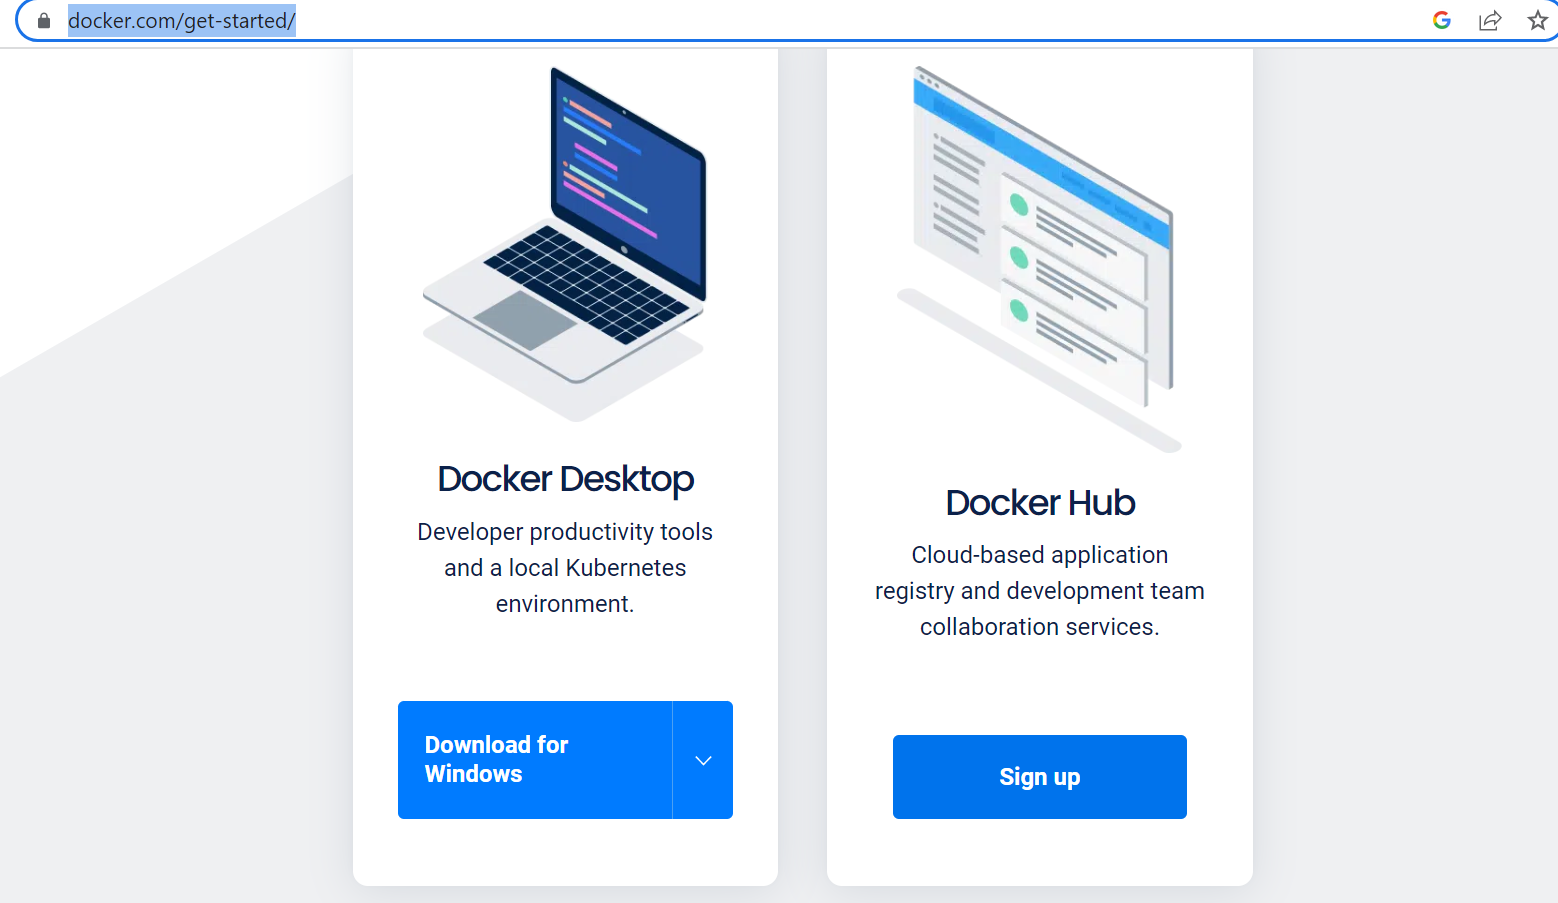 docker.com/get-started/
Docker Desktop
Developer productivity tools
and a local Kubernetes
environment.
Download for
Windows
Docker Hub
Cloud-based application
registry and development team
collaboration services.
Sign up